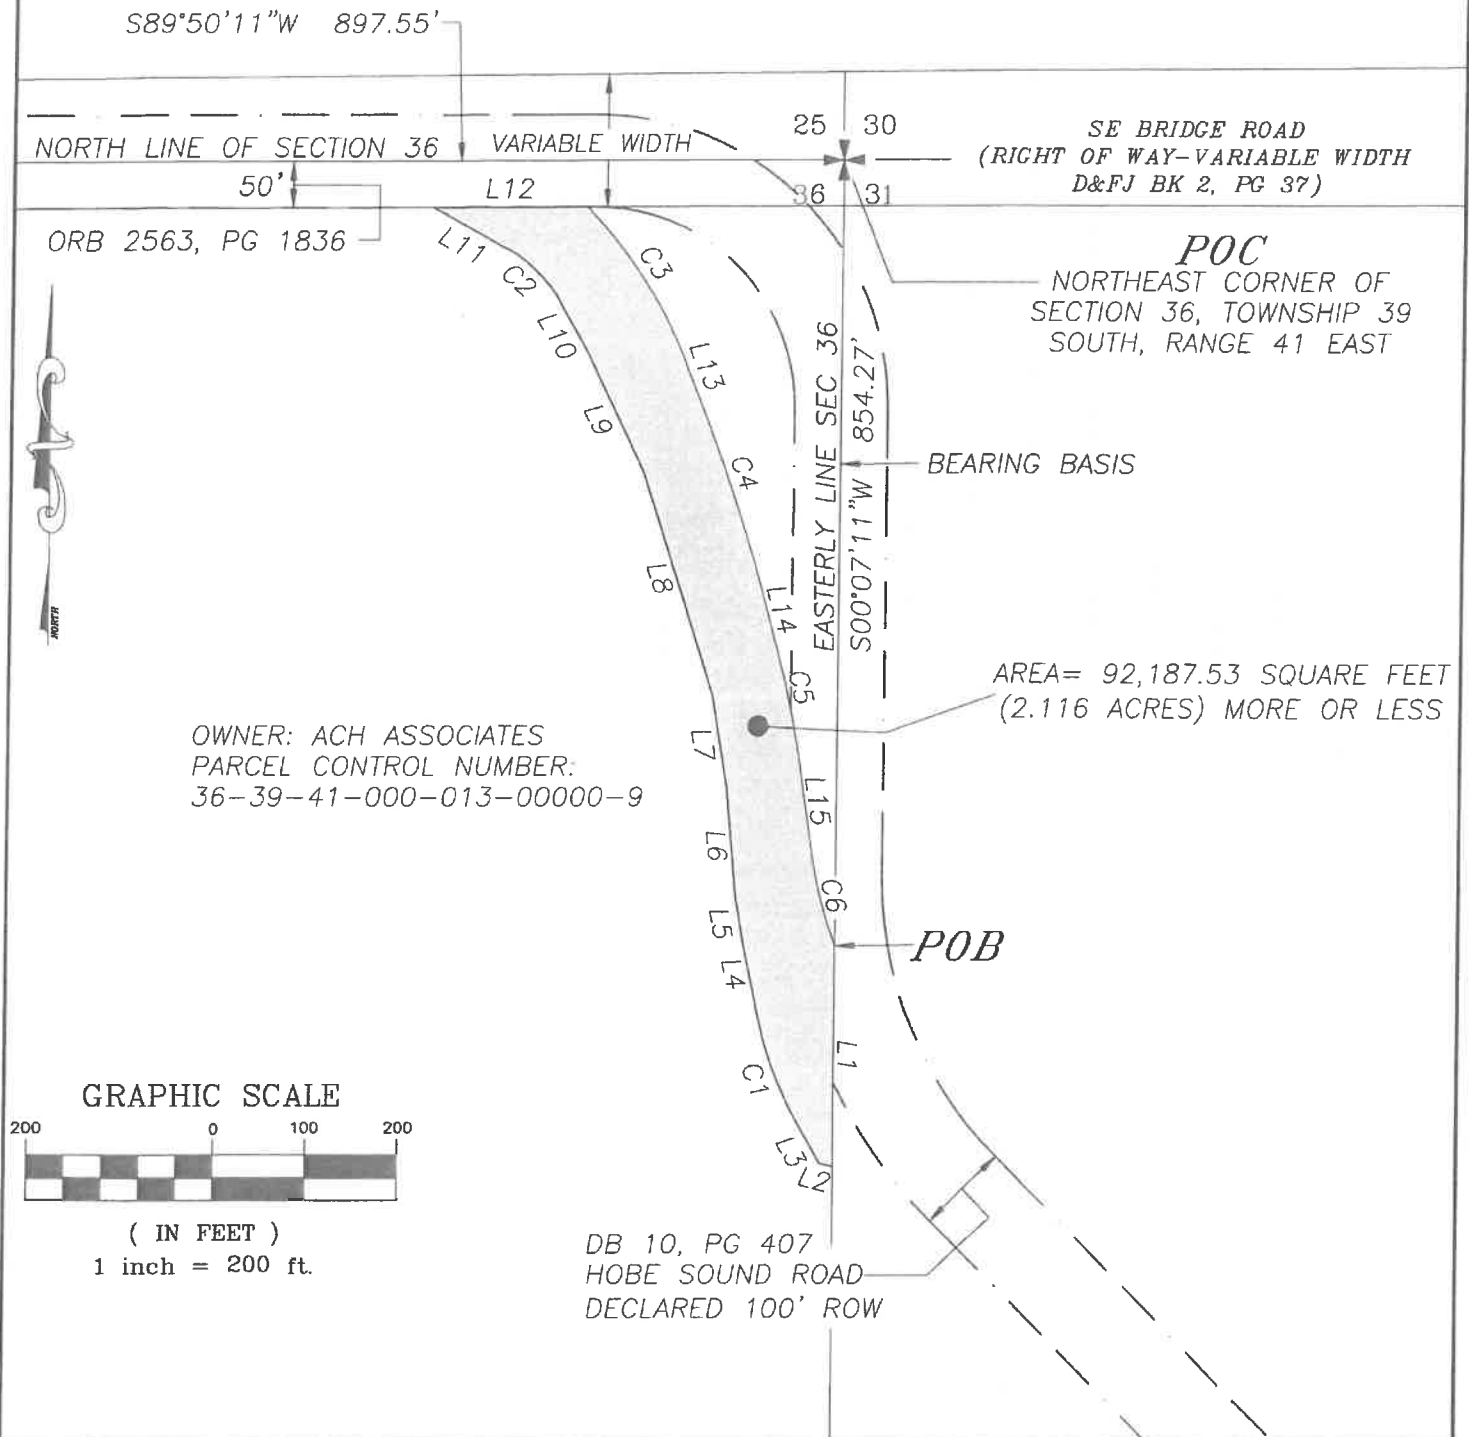 S89°50'11"W 897.55'
NORTH LINE OF SECTION 36
VARIABLE WIDTH
25 30
36 31
SE BRIDGE ROAD
(RIGHT OF WAY-VARIABLE WIDTH
D&FJ BK 2, PG 37)
50'
L12
ORB 2563, PG 1836
POC
NORTHEAST CORNER OF
SECTION 36, TOWNSHIP 39
SOUTH, RANGE 41 EAST
L11
C2
L10
L9
L8
L7
L6
L5
L4
C1
L3
L2
C3
L13
C4
L14
C5
L15
C6
L1
EASTERLY LINE SEC 36
S00°07'11"W 854.27'
BEARING BASIS
NORTH
AREA= 92,187.53 SQUARE FEET
(2.116 ACRES) MORE OR LESS
OWNER: ACH ASSOCIATES
PARCEL CONTROL NUMBER:
36-39-41-000-013-00000-9
POB
GRAPHIC SCALE
200 0 100 200
( IN FEET )
1 inch = 200 ft.
DB 10, PG 407
HOBE SOUND ROAD
DECLARED 100' ROW